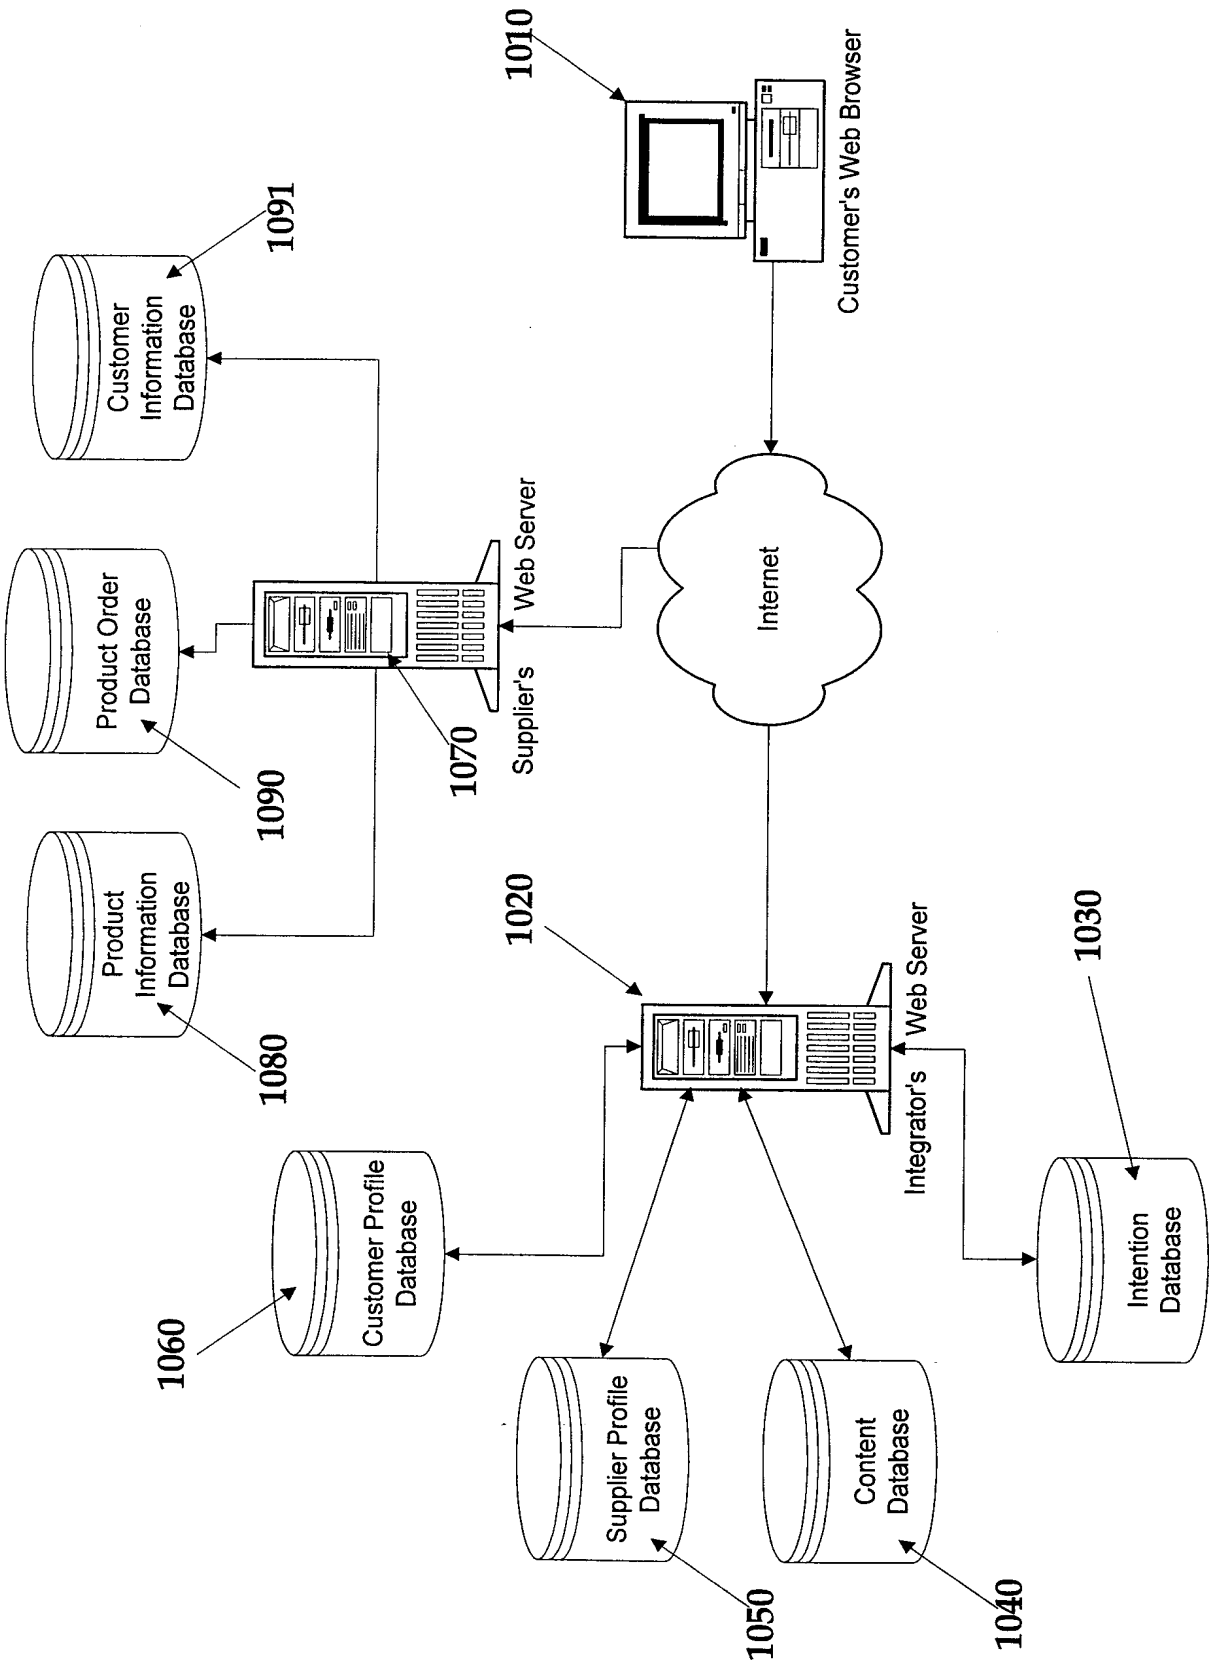 1060
Customer Profile
Database
1050
Supplier Profile
Database
1040
Content
Database
1030
Intention
Database
1020
Integrator's Web Server
1080
Product
Information
Database
1090
Product Order
Database
1091
Customer
Information
Database
1070
Supplier's Web Server
Internet
1010
Customer's Web Browser